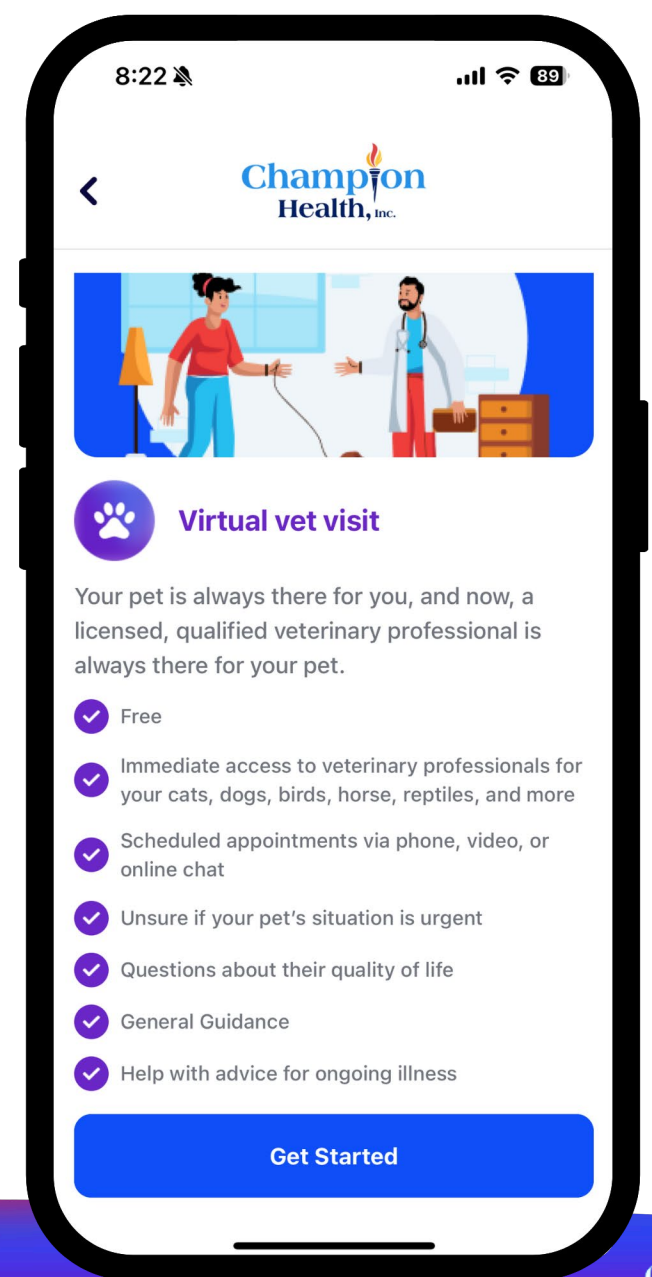 8:22
89
Champion
Health, Inc.
Virtual vet visit
Your pet is always there for you, and now, a
licensed, qualified veterinary professional is
always there for your pet.
Free
Immediate access to veterinary professionals for
your cats, dogs, birds, horse, reptiles, and more
Scheduled appointments via phone, video, or
online chat
Unsure if your pet’s situation is urgent
Questions about their quality of life
General Guidance
Help with advice for ongoing illness
Get Started